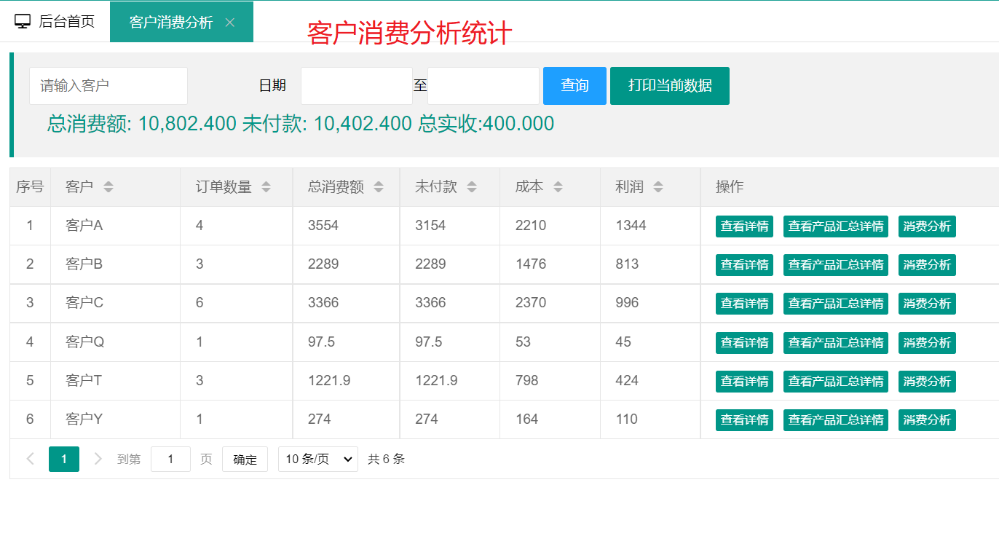 后台首页 客户消费分析
客户消费分析统计
请输入客户 日期 至 查询 打印当前数据
总消费额: 10,802.400 未付款: 10,402.400 总实收:400.000
序号 客户 订单数量 总消费额 未付款 成本 利润 操作
1 客户A 4 3554 3154 2210 1344 查看详情 查看产品汇总详情 消费分析
2 客户B 3 2289 2289 1476 813 查看详情 查看产品汇总详情 消费分析
3 客户C 6 3366 3366 2370 996 查看详情 查看产品汇总详情 消费分析
4 客户Q 1 97.5 97.5 53 45 查看详情 查看产品汇总详情 消费分析
5 客户T 3 1221.9 1221.9 798 424 查看详情 查看产品汇总详情 消费分析
6 客户Y 1 274 274 164 110 查看详情 查看产品汇总详情 消费分析
1 到第 1 页 确定 10 条/页 共 6 条